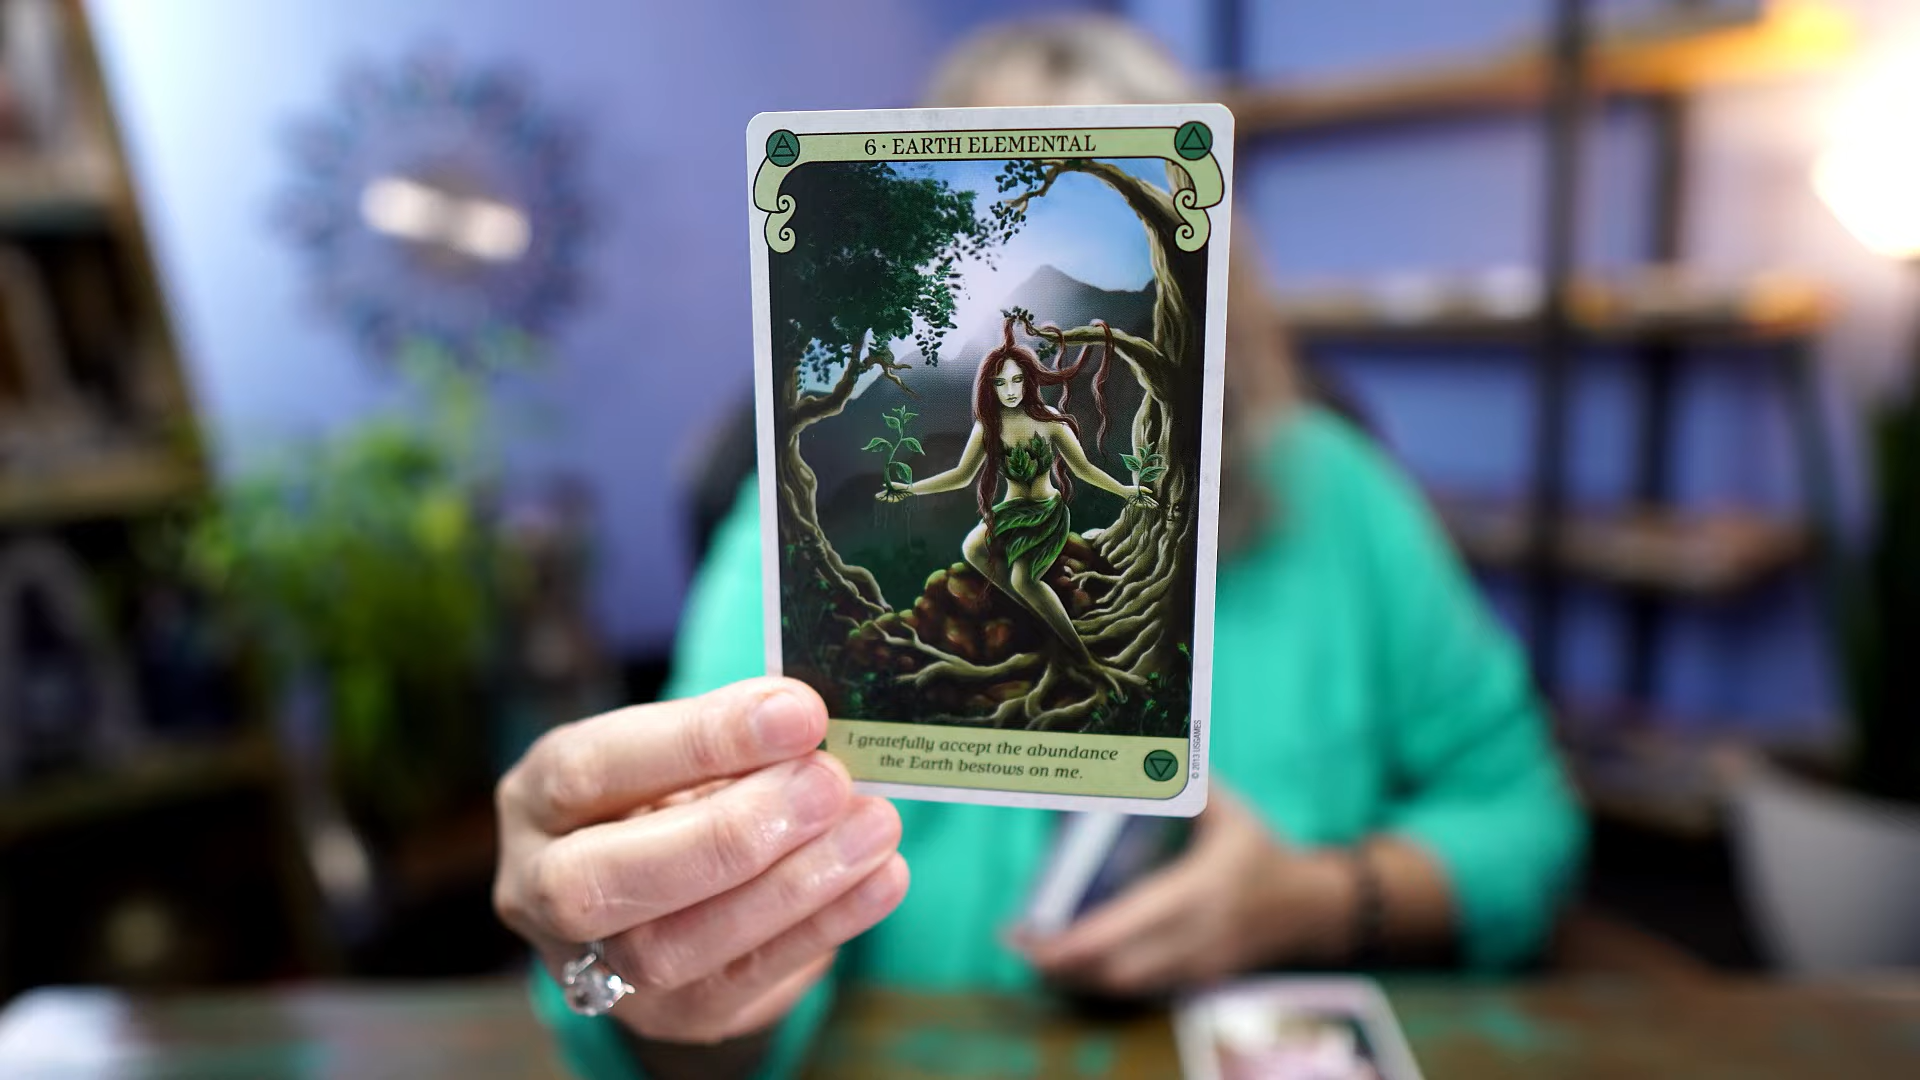 6 · EARTH ELEMENTAL
I gratefully accept the abundance
the Earth bestows on me.
© 2013 USGAMES